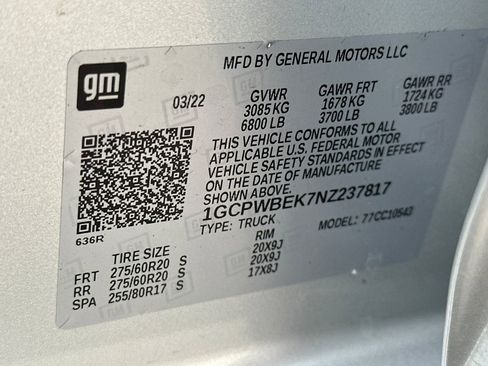 MFD BY GENERAL MOTORS LLC
gm
03/22
GVWR GAWR FRT GAWR RR
3085 KG 1678 KG 1724 KG
6800 LB 3700 LB 3800 LB
THIS VEHICLE CONFORMS TO ALL
APPLICABLE U.S. FEDERAL MOTOR
VEHICLE SAFETY STANDARDS IN EFFECT
ON THE DATE OF MANUFACTURE
SHOWN ABOVE.
1GCPWBEK7NZ237817
636R
TYPE: TRUCK MODEL: 77CC10543
TIRE SIZE RIM
FRT 275/60R20 S 20X9J
RR 275/60R20 S 20X9J
SPA 255/80R17 S 17X8J